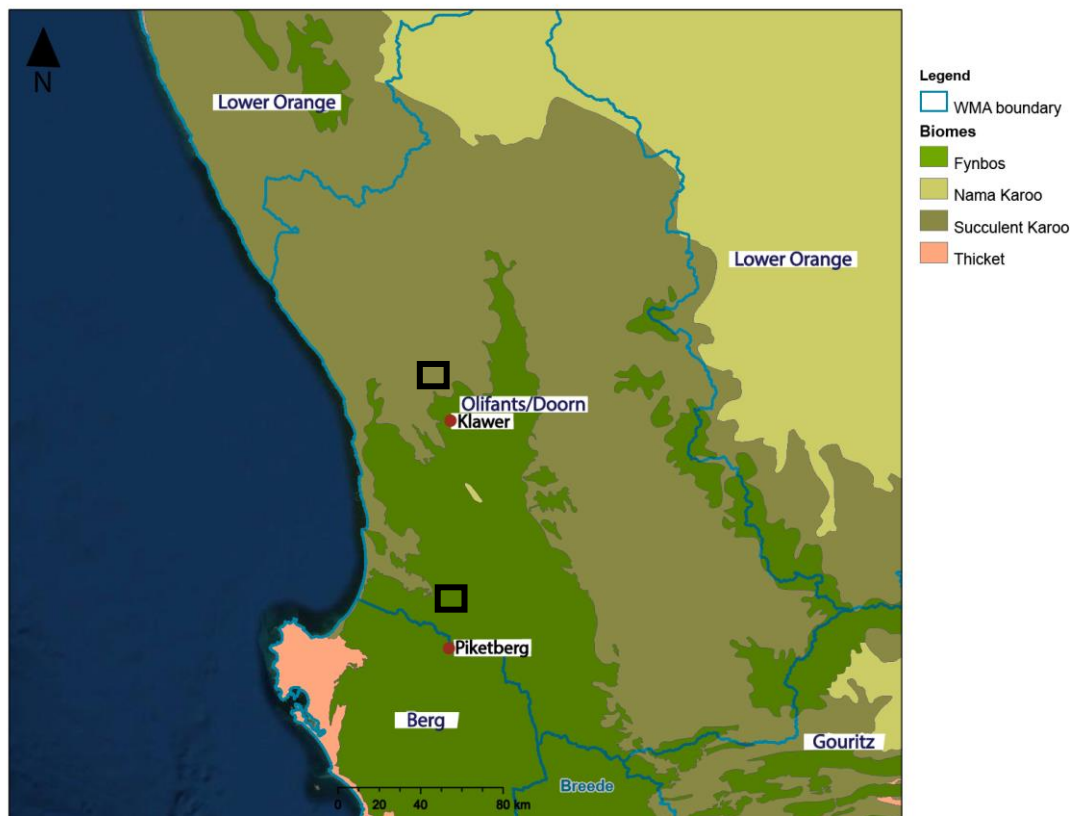 N
Lower Orange
Lower Orange
Olifants/Doorn
Klawer
Piketberg
Berg
Gouritz
Breede
0 20 40 80 km
Legend
WMA boundary
Biomes
Fynbos
Nama Karoo
Succulent Karoo
Thicket